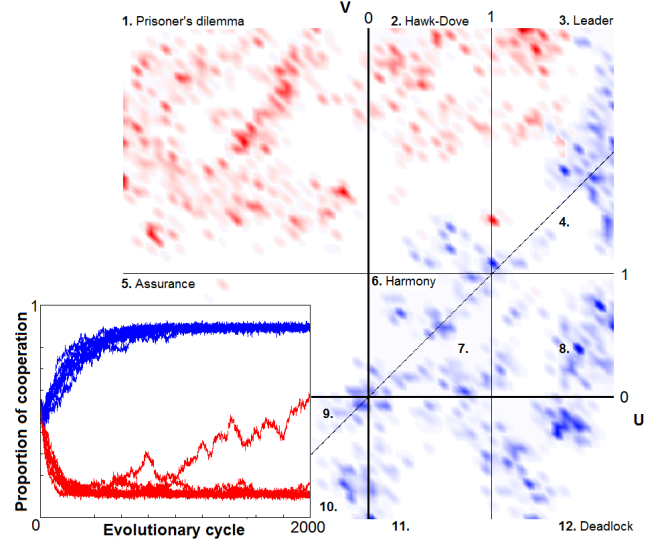 V
0
1
1. Prisoner's dilemma
2. Hawk-Dove
3. Leader
4.
5. Assurance
6. Harmony
1
7.
8.
0
U
9.
10.
11.
12. Deadlock
1
Proportion of cooperation
0
Evolutionary cycle
2000